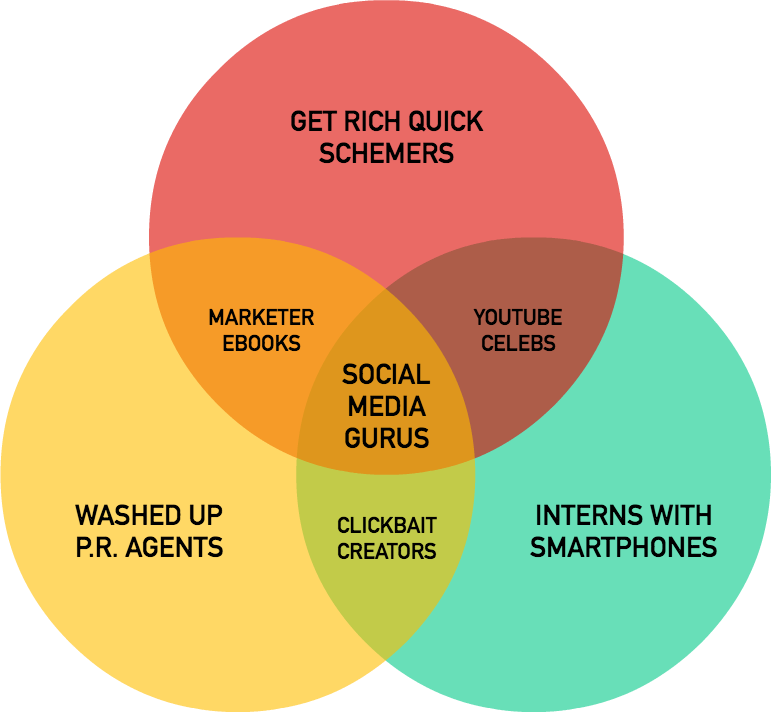 GET RICH QUICK
SCHEMERS
MARKETER
EBOOKS
YOUTUBE
CELEBS
SOCIAL
MEDIA
GURUS
WASHED UP
P.R. AGENTS
CLICKBAIT
CREATORS
INTERNS WITH
SMARTPHONES